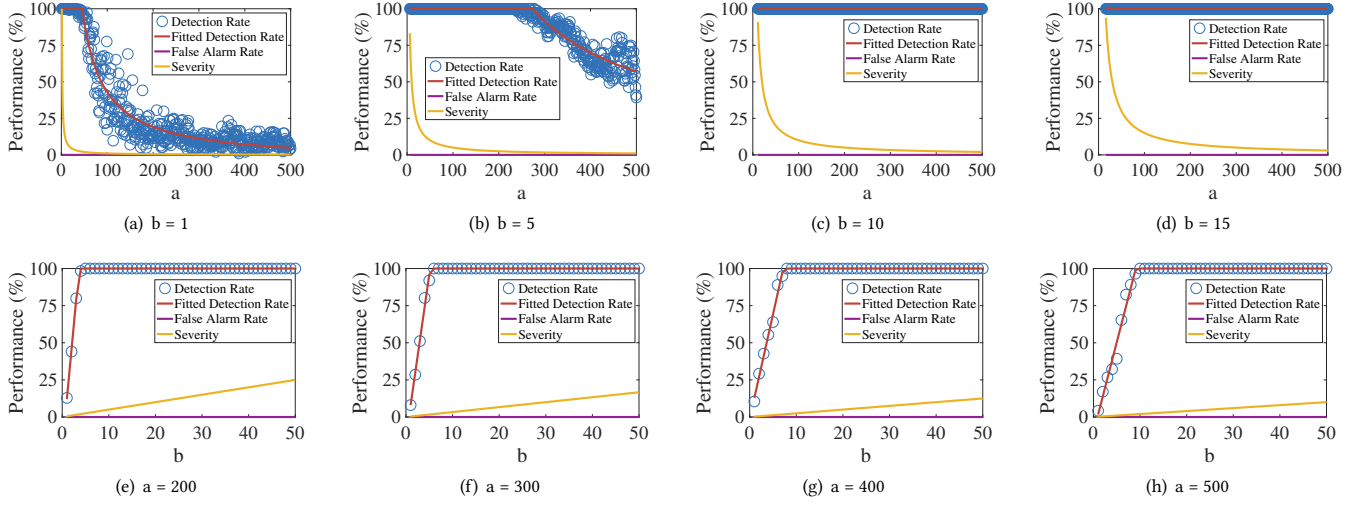 Performance (%)
100
75
50
25
0
0 100 200 300 400 500
a
Detection Rate
Fitted Detection Rate
False Alarm Rate
Severity
(a) b = 1
Performance (%)
100
75
50
25
0
0 100 200 300 400 500
a
Detection Rate
Fitted Detection Rate
False Alarm Rate
Severity
(b) b = 5
Performance (%)
100
75
50
25
0
0 100 200 300 400 500
a
Detection Rate
Fitted Detection Rate
False Alarm Rate
Severity
(c) b = 10
Performance (%)
100
75
50
25
0
0 100 200 300 400 500
a
Detection Rate
Fitted Detection Rate
False Alarm Rate
Severity
(d) b = 15
Performance (%)
100
75
50
25
0
0 10 20 30 40 50
b
Detection Rate
Fitted Detection Rate
False Alarm Rate
Severity
(e) a = 200
Performance (%)
100
75
50
25
0
0 10 20 30 40 50
b
Detection Rate
Fitted Detection Rate
False Alarm Rate
Severity
(f) a = 300
Performance (%)
100
75
50
25
0
0 10 20 30 40 50
b
Detection Rate
Fitted Detection Rate
False Alarm Rate
Severity
(g) a = 400
Performance (%)
100
75
50
25
0
0 10 20 30 40 50
b
Detection Rate
Fitted Detection Rate
False Alarm Rate
Severity
(h) a = 500